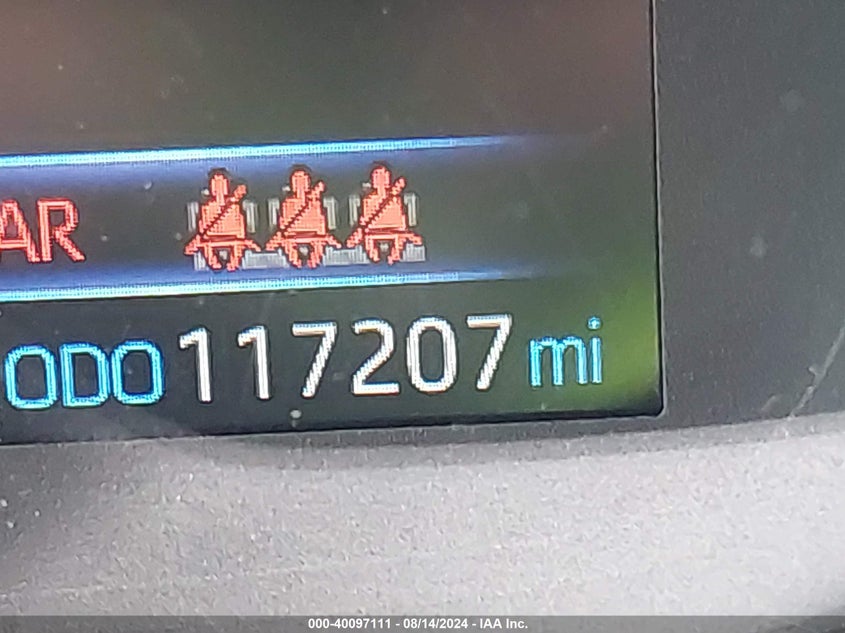 AR
ODO 117207 mi
000-40097111 - 08/14/2024 - IAA Inc.